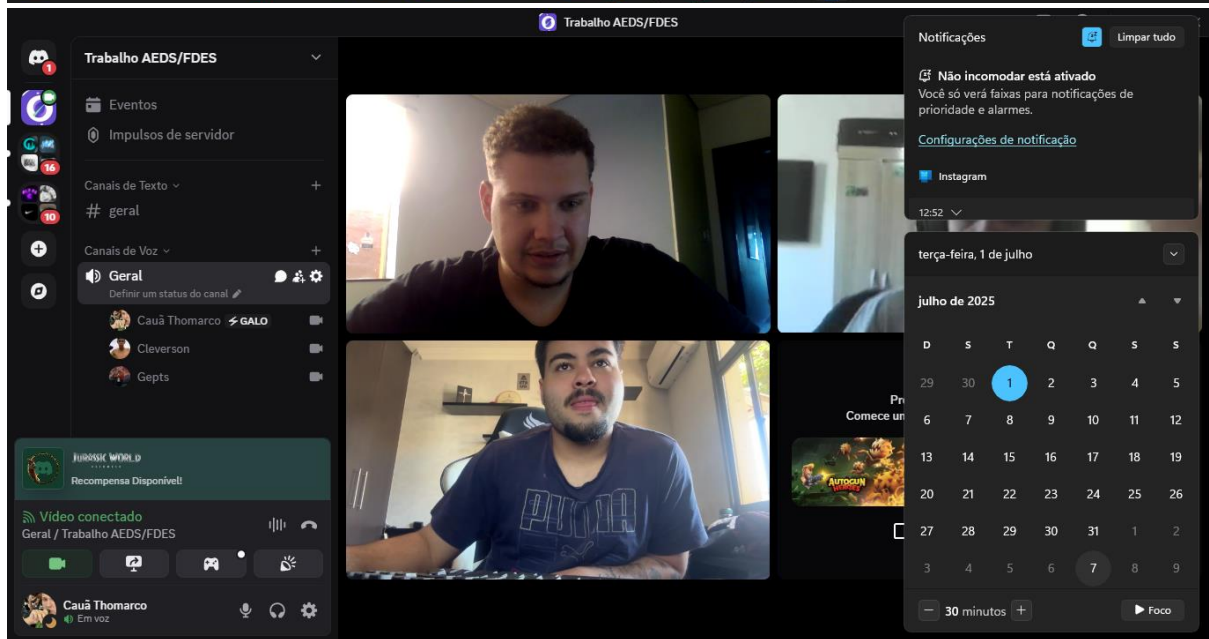 Trabalho AEDS/FDES
1
16
10
Trabalho AEDS/FDES
Eventos
Impulsos de servidor
Canais de Texto
geral
Canais de Voz
Geral
Definir um status do canal
Cauã Thomarco GALO
Cleverson
Gepts
JURASSIC WORLD
Recompensa Disponível!
Vídeo conectado
Geral / Trabalho AEDS/FDES
Cauã Thomarco
Em voz
PUMA
Comece un
AUTOGUN
HEROES
Notificações
Limpar tudo
Não incomodar está ativado
Você só verá faixas para notificações de
prioridade e alarmes.
Configurações de notificação
Instagram
12:52
terça-feira, 1 de julho
julho de 2025
D S T Q Q S S
29 30 1 2 3 4 5
6 7 8 9 10 11 12
13 14 15 16 17 18 19
20 21 22 23 24 25 26
27 28 29 30 31 1 2
3 4 5 6 7 8 9
30 minutos
Foco